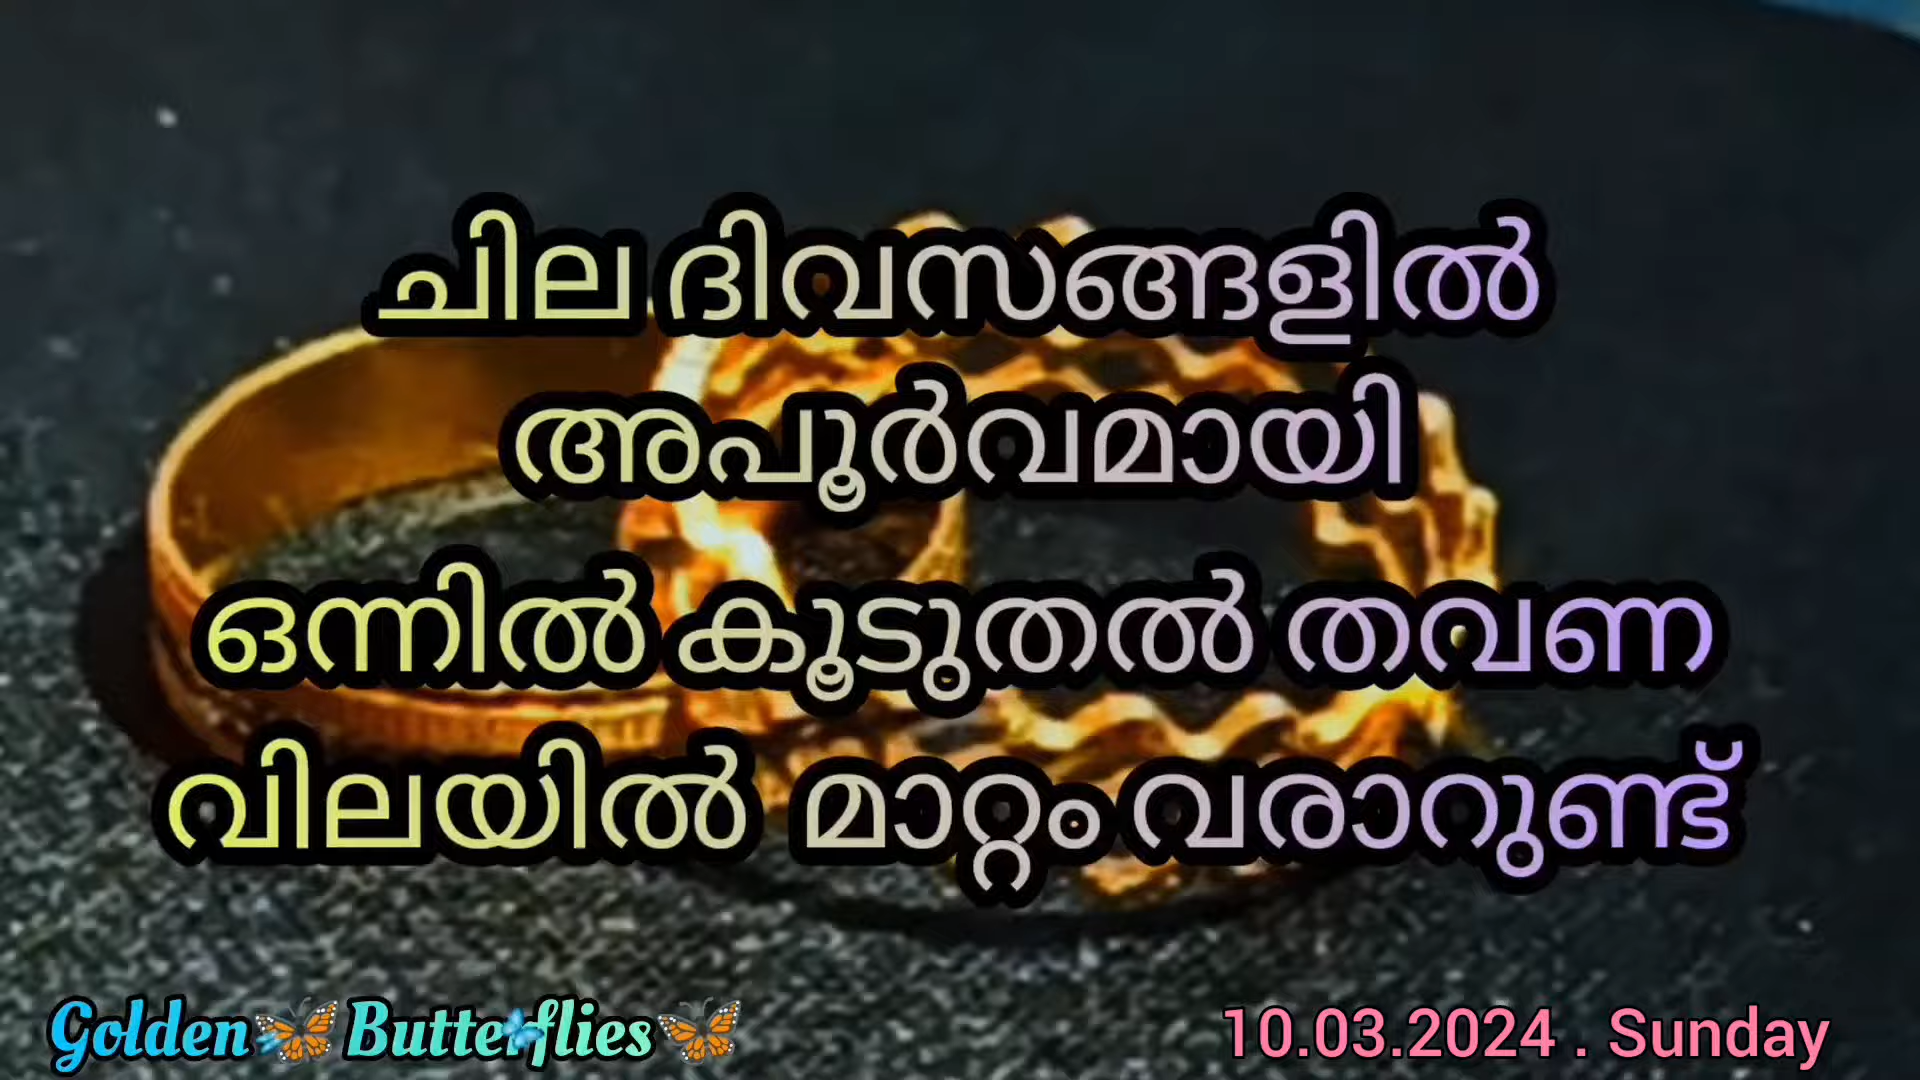 ചില ദിവസങ്ങളിൽ
അപൂർവമായി
ഒന്നിൽ കൂടുതൽ തവണ
വിലയിൽ മാറ്റം വരാറുണ്ട്
Golden🦋Butterflies🦋
10.03.2024 . Sunday